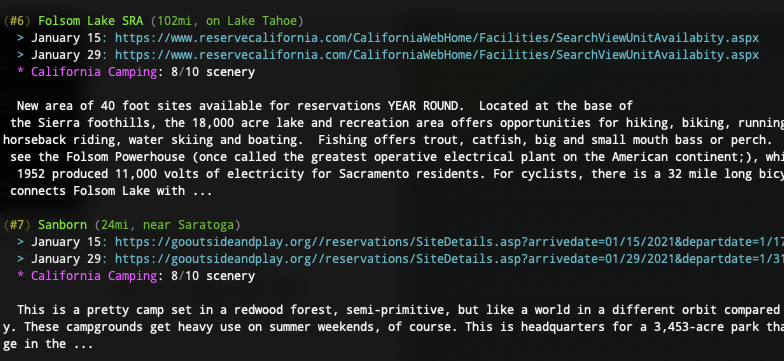 (#6) Folsom Lake SRA (102mi, on Lake Tahoe)
> January 15: https://www.reservecalifornia.com/CaliforniaWebHome/Facilities/SearchViewUnitAvailabity.aspx
> January 29: https://www.reservecalifornia.com/CaliforniaWebHome/Facilities/SearchViewUnitAvailabity.aspx
* California Camping: 8/10 scenery
New area of 40 foot sites available for reservations YEAR ROUND.  Located at the base of
the Sierra foothills, the 18,000 acre lake and recreation area offers opportunities for hiking, biking, running
horseback riding, water skiing and boating.  Fishing offers trout, catfish, big and small mouth bass or perch.
see the Folsom Powerhouse (once called the greatest operative electrical plant on the American continent;), whi
1952 produced 11,000 volts of electricity for Sacramento residents. For cyclists, there is a 32 mile long bicy
connects Folsom Lake with ...
(#7) Sanborn (24mi, near Saratoga)
> January 15: https://gooutsideandplay.org//reservations/SiteDetails.asp?arrivedate=01/15/2021&departdate=1/17
> January 29: https://gooutsideandplay.org//reservations/SiteDetails.asp?arrivedate=01/29/2021&departdate=1/31
* California Camping: 8/10 scenery
This is a pretty camp set in a redwood forest, semi-primitive, but like a world in a different orbit compared
y. These campgrounds get heavy use on summer weekends, of course. This is headquarters for a 3,453-acre park tha
ge in the ...